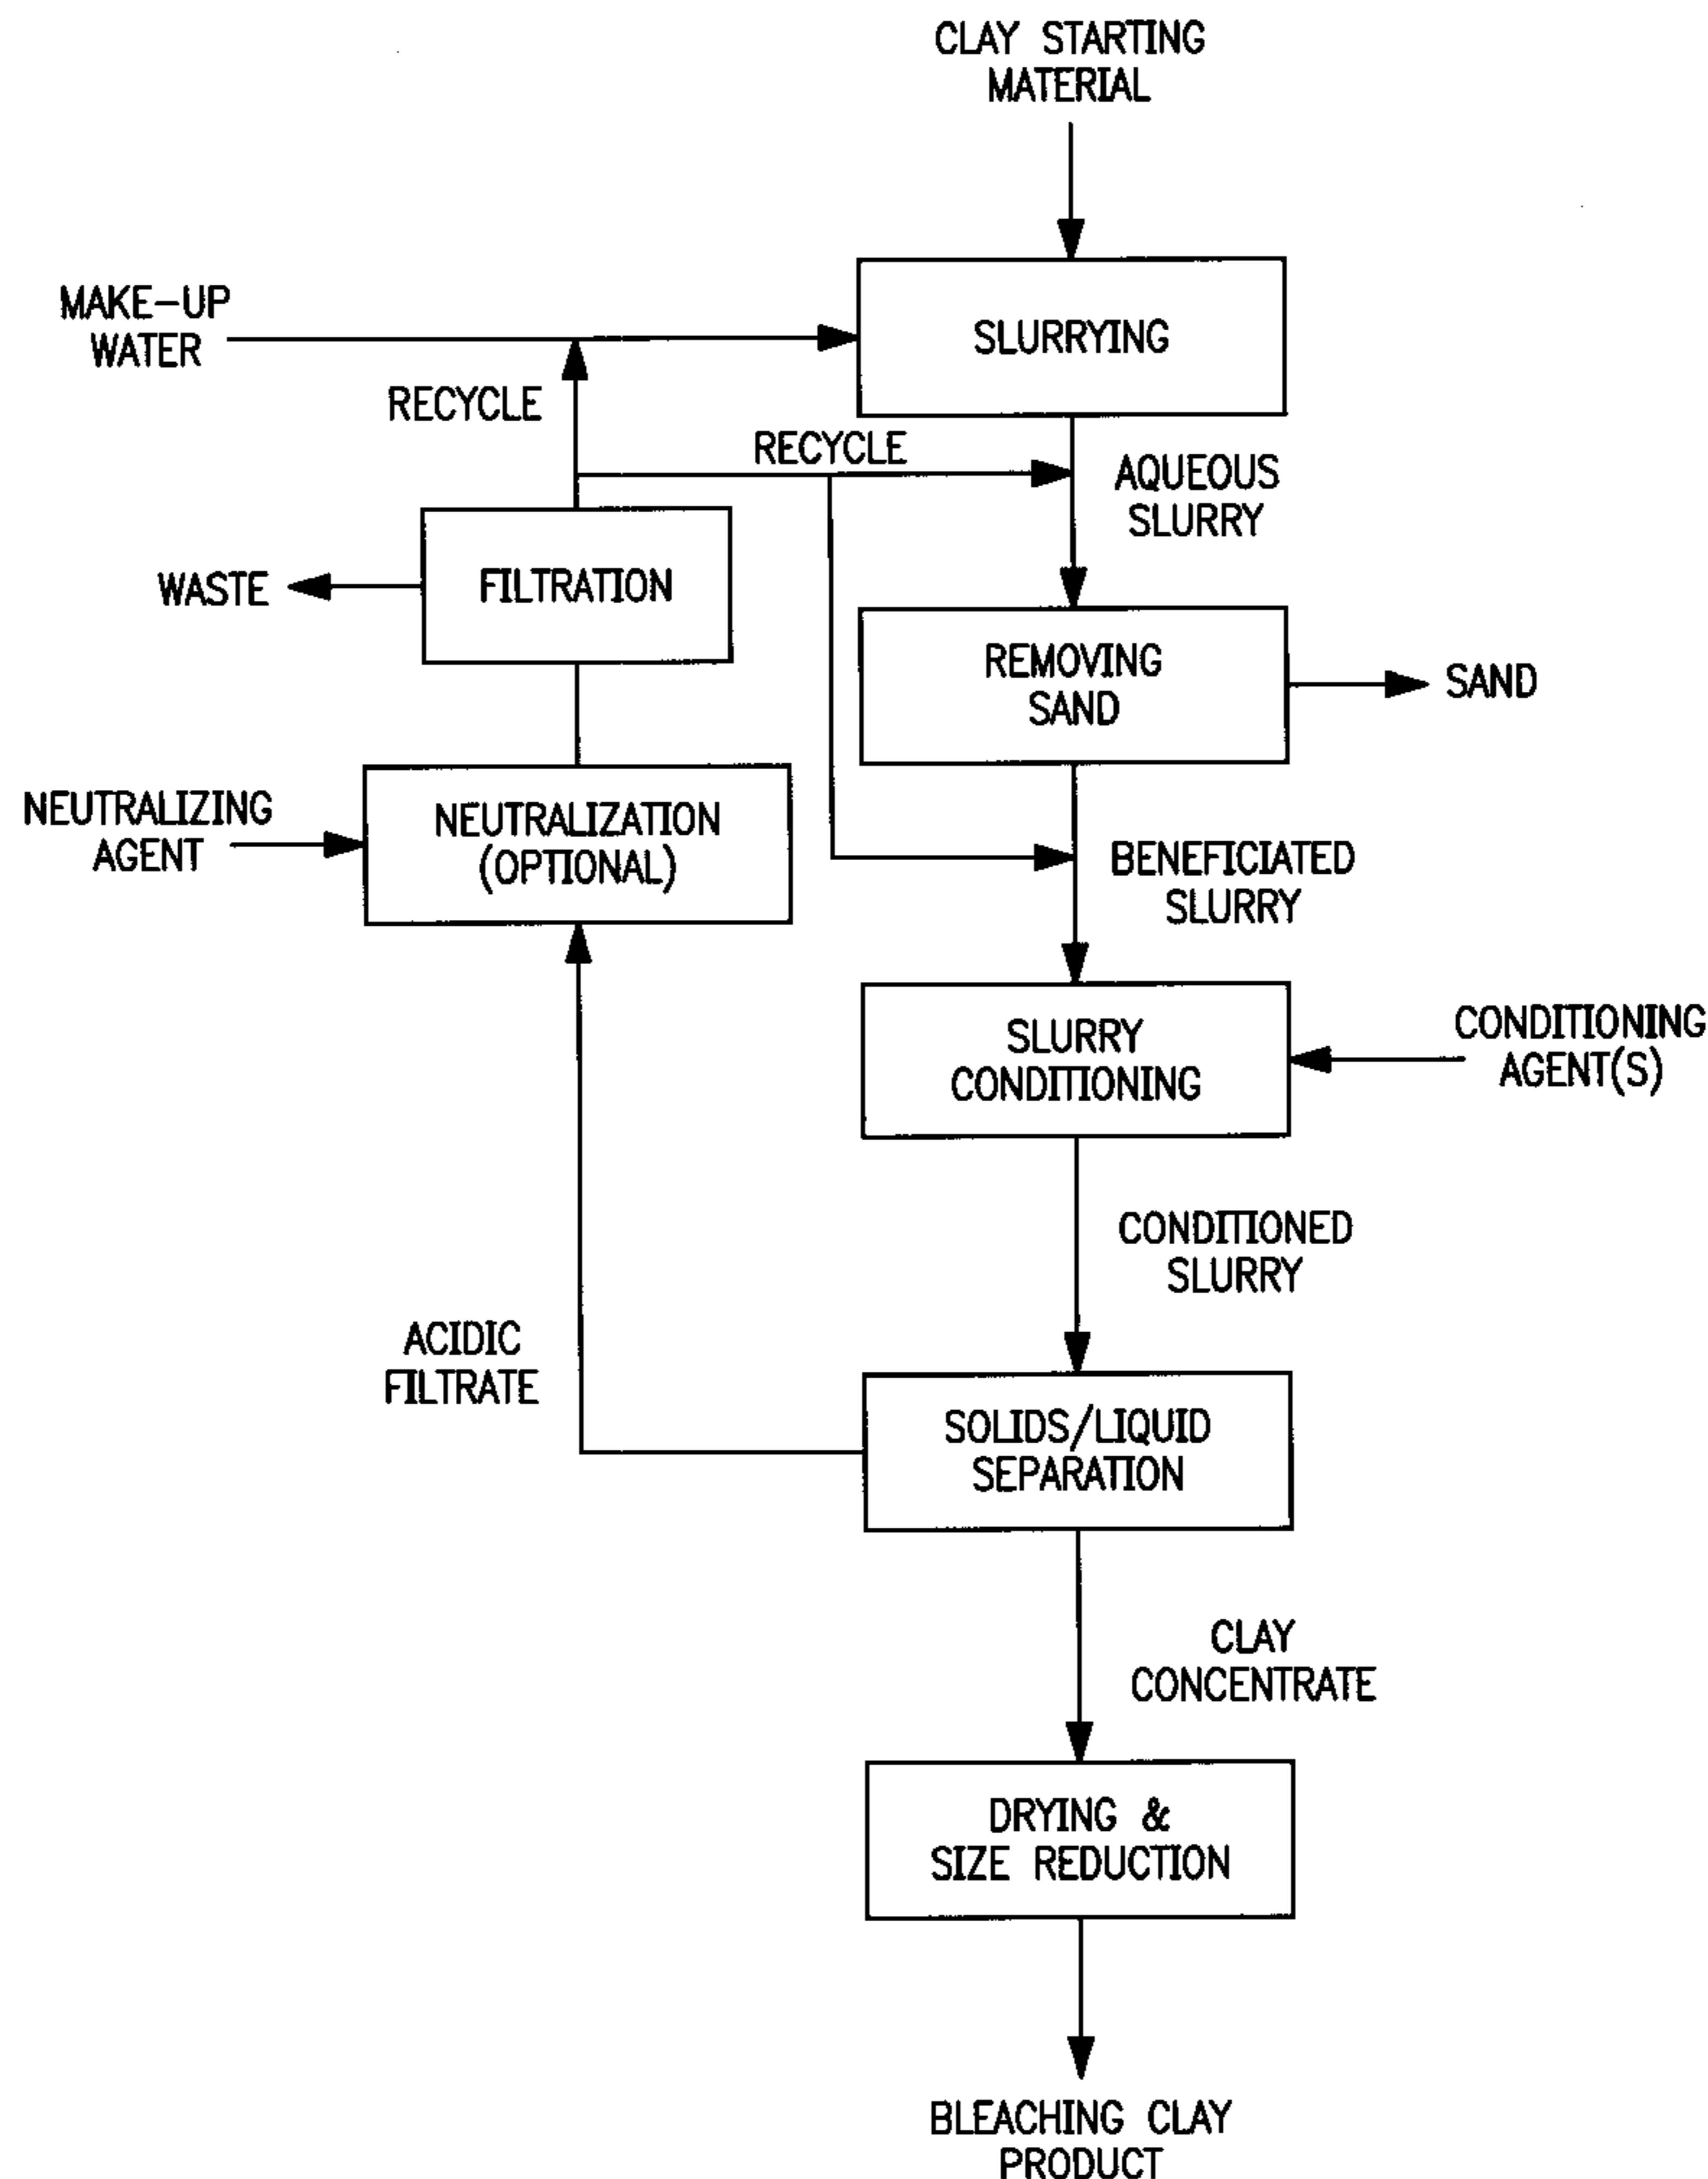 CLAY STARTING
MATERIAL
MAKE-UP
WATER
SLURRYING
RECYCLE
RECYCLE
AQUEOUS
SLURRY
WASTE
FILTRATION
REMOVING
SAND
SAND
NEUTRALIZING
AGENT
NEUTRALIZATION
(OPTIONAL)
BENEFICIATED
SLURRY
SLURRY
CONDITIONING
CONDITIONING
AGENT(S)
CONDITIONED
SLURRY
ACIDIC
FILTRATE
SOLIDS/LIQUID
SEPARATION
CLAY
CONCENTRATE
DRYING &
SIZE REDUCTION
BLEACHING CLAY
PRODUCT